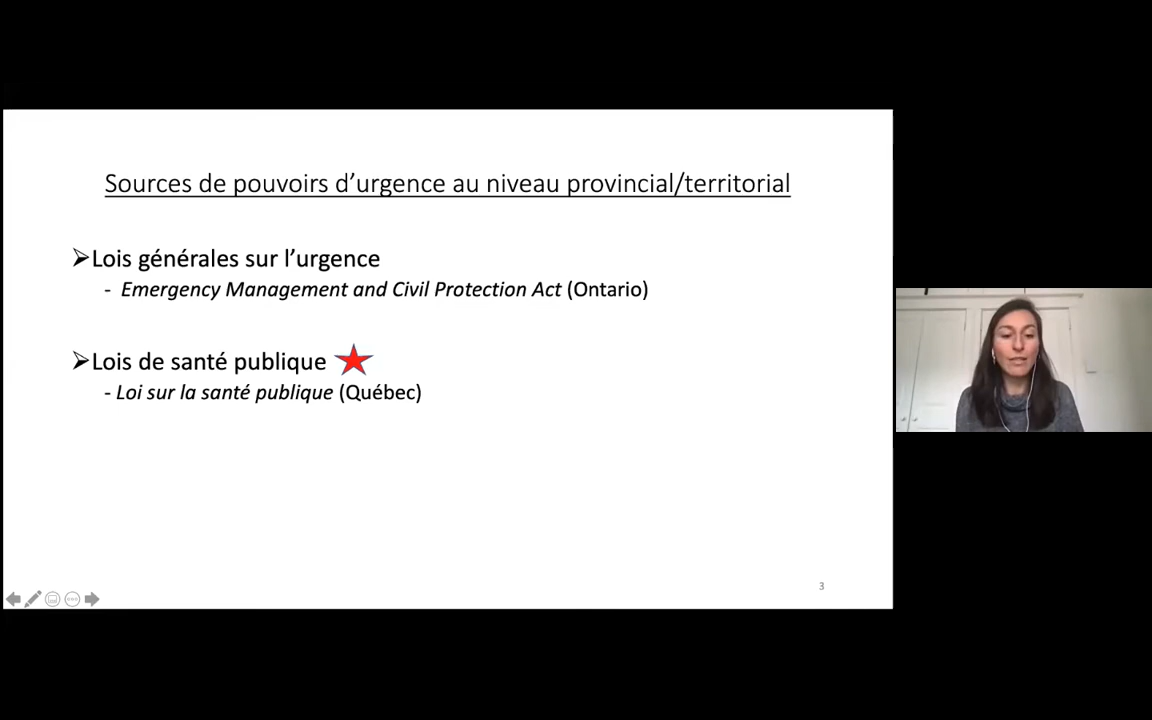 Sources de pouvoirs d’urgence au niveau provincial/territorial
➢Lois générales sur l’urgence
- Emergency Management and Civil Protection Act (Ontario)
➢Lois de santé publique
- Loi sur la santé publique (Québec)
3